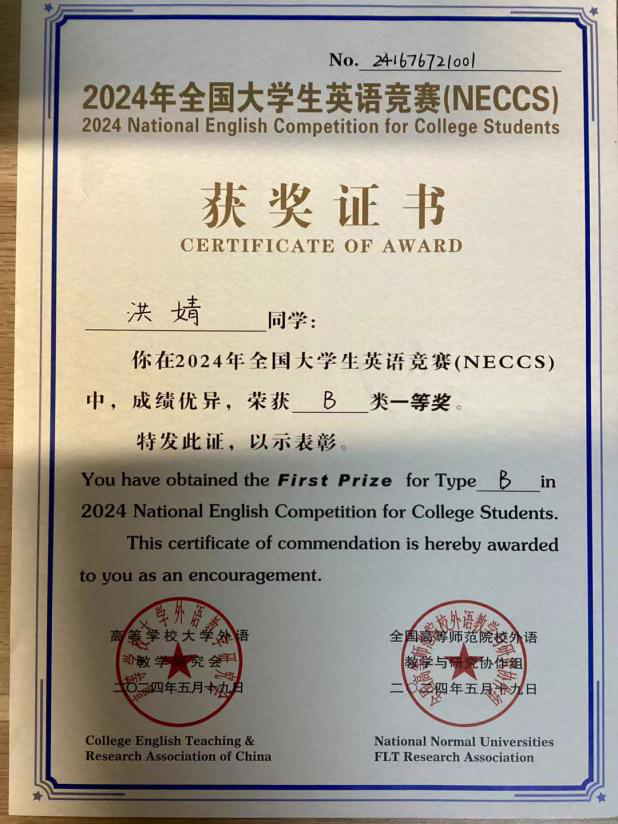 No. 241676721001
2024年全国大学生英语竞赛(NECCS)
2024 National English Competition for College Students
获奖证书
CERTIFICATE OF AWARD
洪婧 同学：
你在2024年全国大学生英语竞赛(NECCS)
中，成绩优异，荣获 B 类一等奖。
特发此证，以示表彰。
You have obtained the First Prize for Type B in
2024 National English Competition for College Students.
This certificate of commendation is hereby awarded
to you as an encouragement.
高等学校大学外语
教学研究会
二〇二四年五月十九日
College English Teaching &
Research Association of China
全国高等师范院校外语
教学与研究协作组
二〇二四年五月十九日
National Normal Universities
FLT Research Association